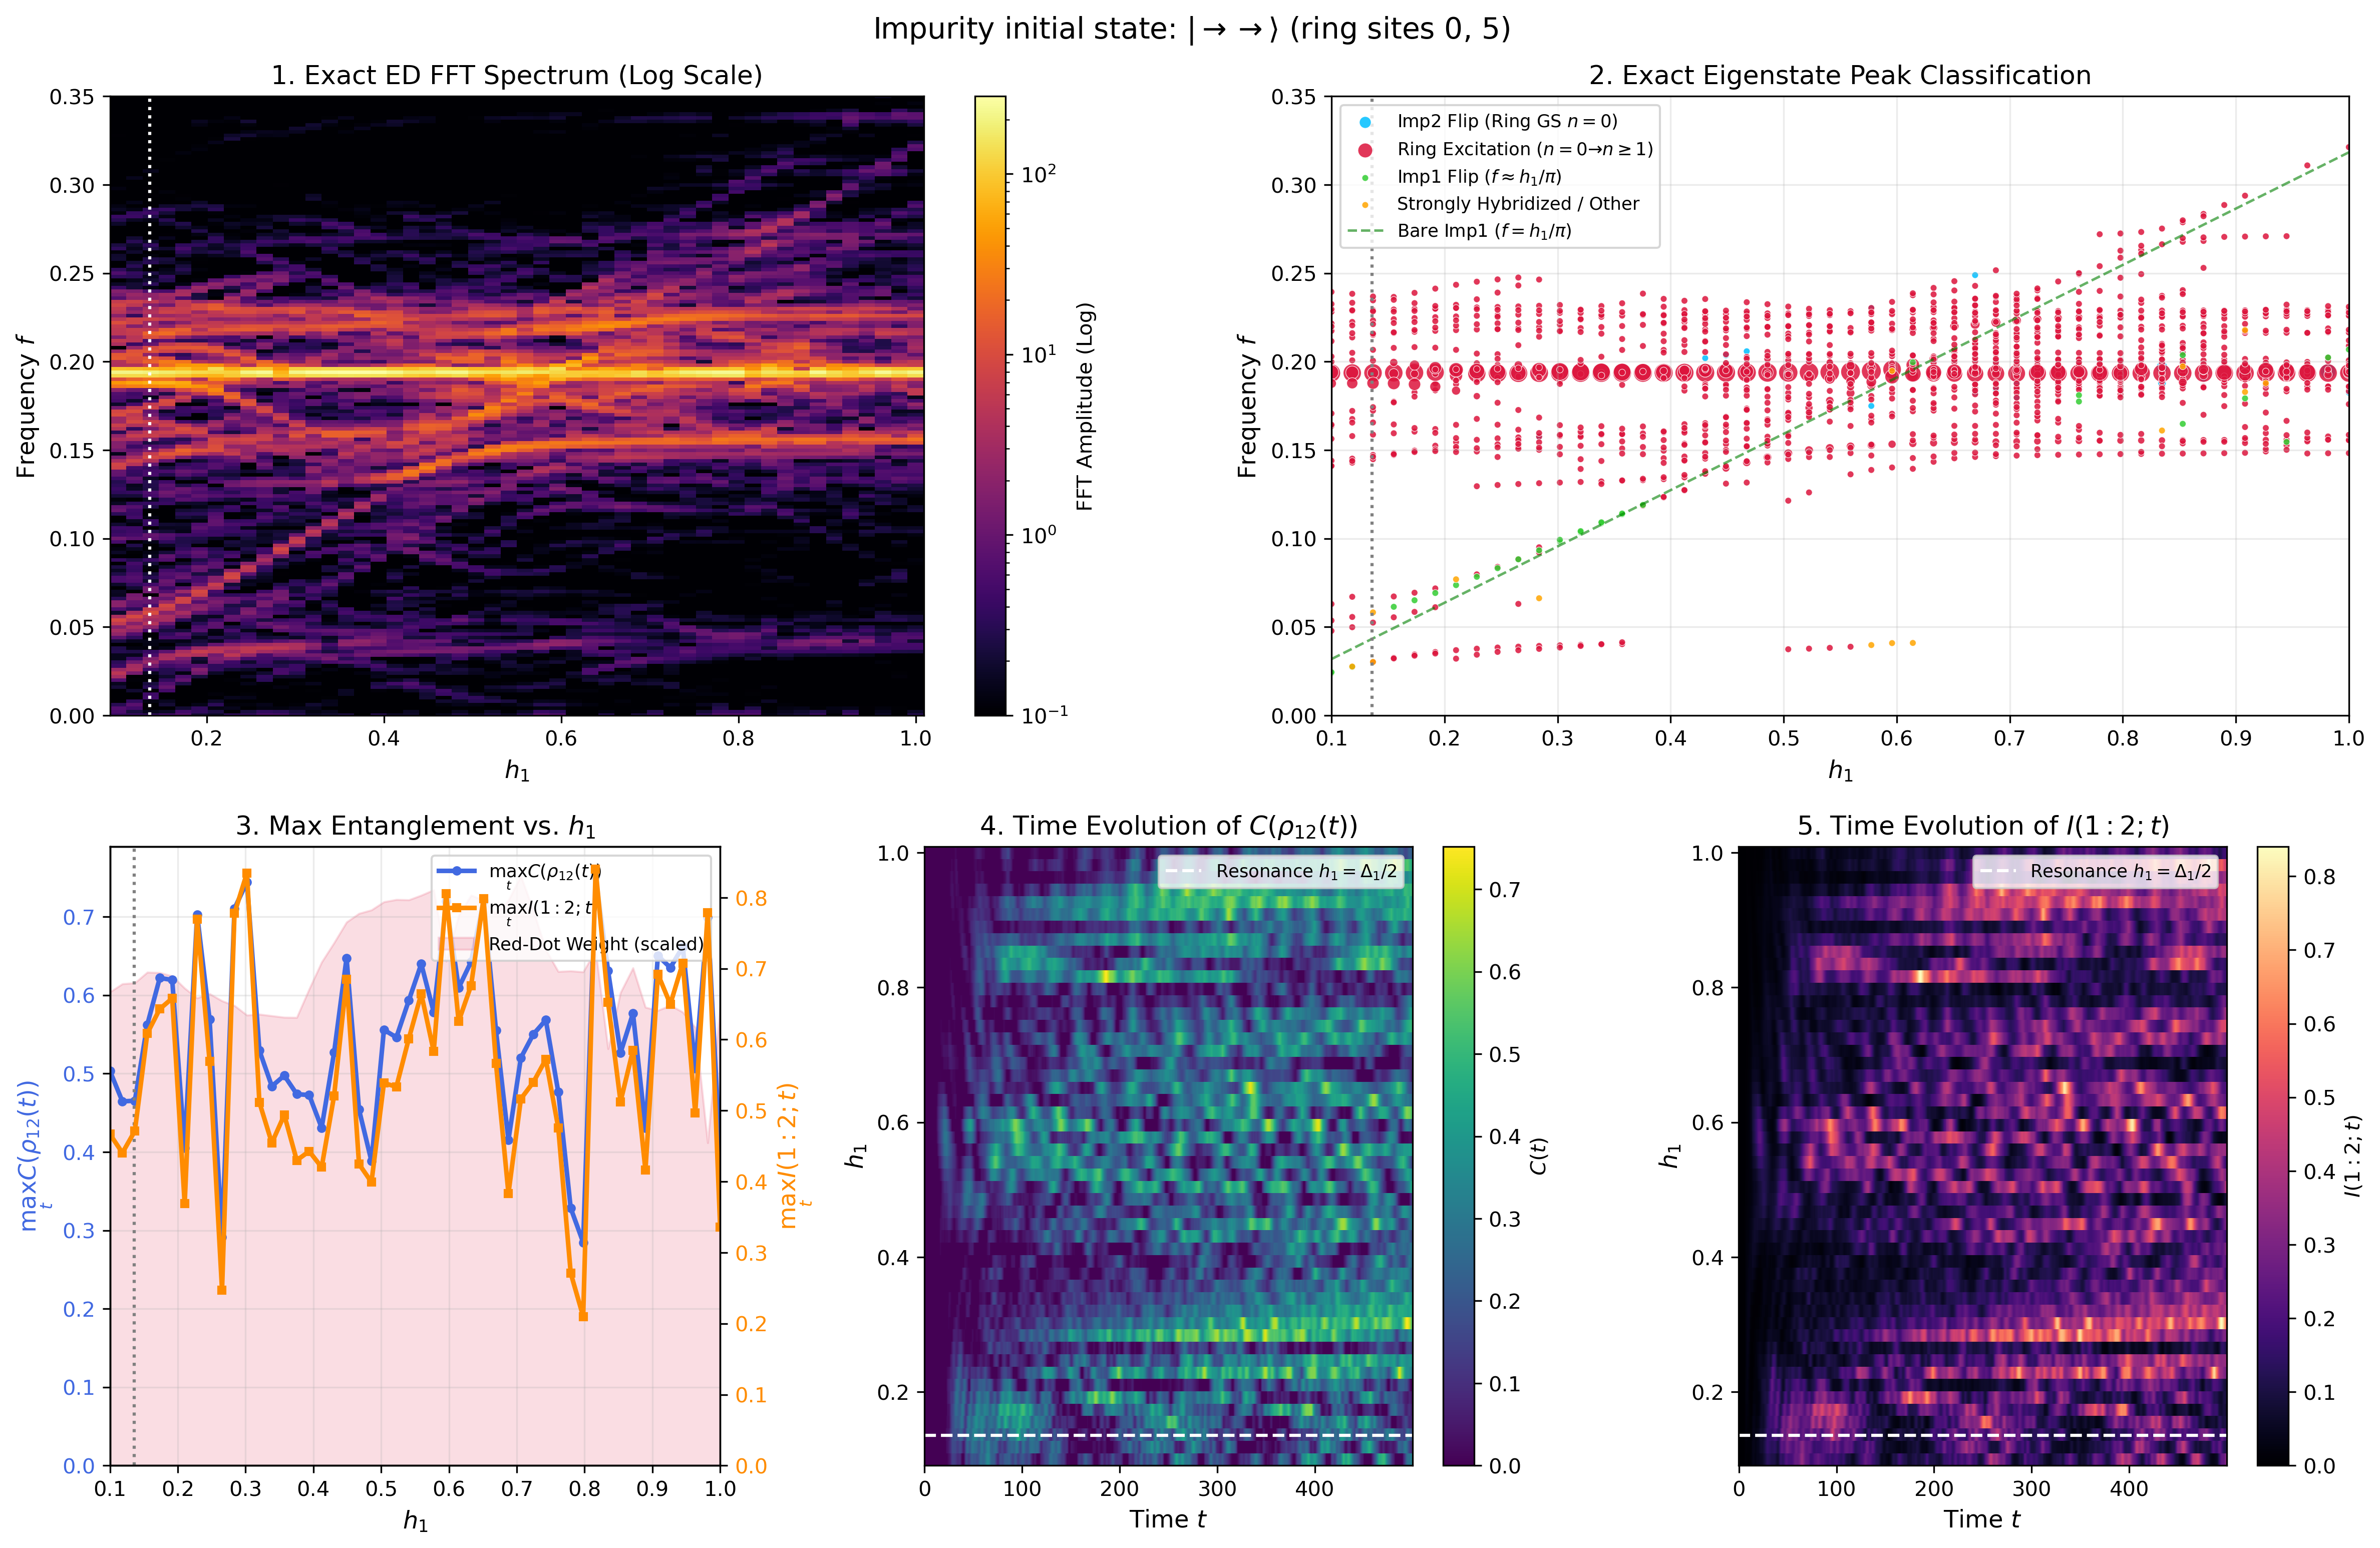 Impurity initial state: |→→⟩ (ring sites 0, 5)
1. Exact ED FFT Spectrum (Log Scale)
0.35
0.30
0.25
0.20
0.15
0.10
0.05
0.00
Frequency f
0.2
0.4
0.6
0.8
1.0
h₁
10²
10¹
10⁰
10⁻¹
FFT Amplitude (Log)
2. Exact Eigenstate Peak Classification
Imp2 Flip (Ring GS n = 0)
Ring Excitation (n = 0→n ≥ 1)
Imp1 Flip (f ≈ h₁/π)
Strongly Hybridized / Other
Bare Imp1 (f = h₁/π)
0.35
0.30
0.25
0.20
0.15
0.10
0.05
0.00
Frequency f
0.1
0.2
0.3
0.4
0.5
0.6
0.7
0.8
0.9
1.0
h₁
3. Max Entanglement vs. h₁
max C(ρ₁₂(t))
t
max I(1 : 2; t)
t
Red-Dot Weight (scaled)
0.7
0.6
0.5
0.4
0.3
0.2
0.1
0.0
max C(ρ₁₂(t))
t
0.1
0.2
0.3
0.4
0.5
0.6
0.7
0.8
0.9
1.0
h₁
0.8
0.7
0.6
0.5
0.4
0.3
0.2
0.1
0.0
max I(1 : 2; t)
t
4. Time Evolution of C(ρ₁₂(t))
Resonance h₁ = Δ₁/2
1.0
0.8
0.6
0.4
0.2
h₁
0
100
200
300
400
Time t
0.7
0.6
0.5
0.4
0.3
0.2
0.1
0.0
C(t)
5. Time Evolution of I(1 : 2; t)
Resonance h₁ = Δ₁/2
1.0
0.8
0.6
0.4
0.2
h₁
0
100
200
300
400
Time t
0.8
0.7
0.6
0.5
0.4
0.3
0.2
0.1
0.0
I(1 : 2; t)